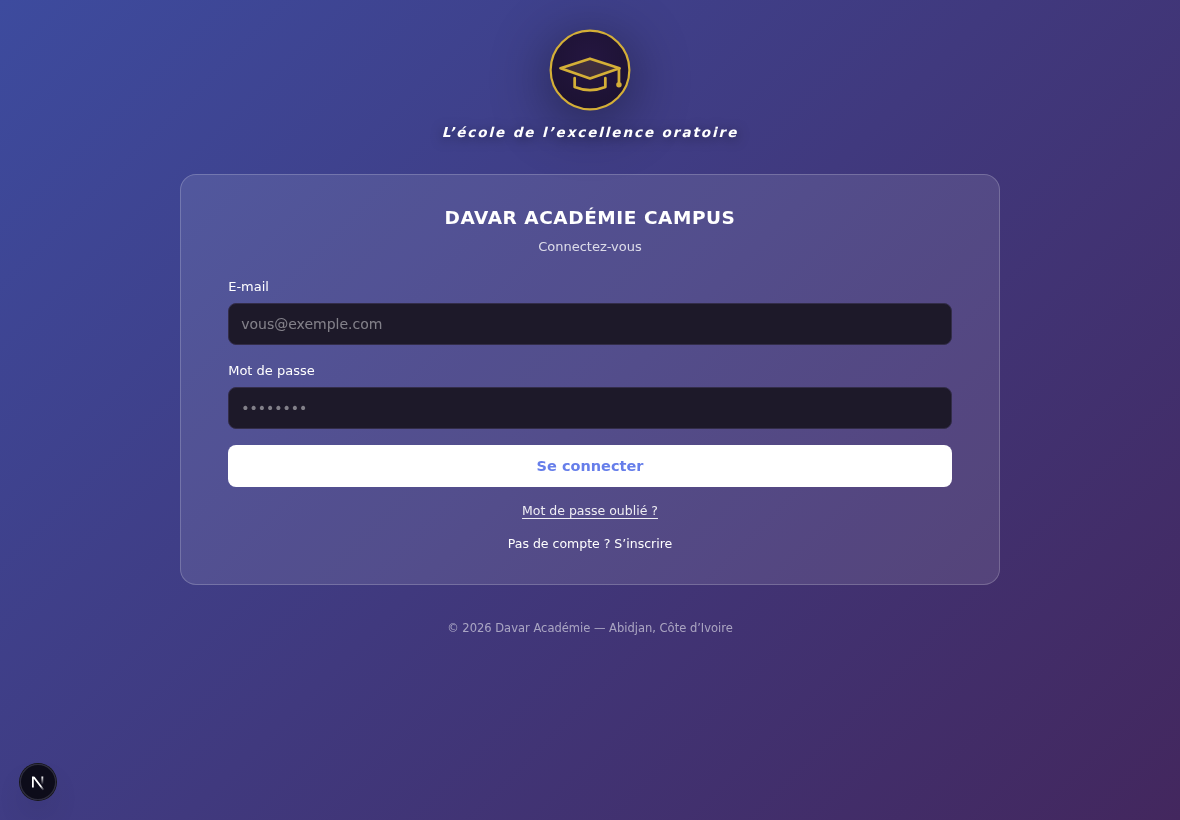 L’école de l’excellence oratoire
DAVAR ACADÉMIE CAMPUS
Connectez-vous
E-mail
vous@exemple.com
Mot de passe
••••••••
Se connecter
Mot de passe oublié ?
Pas de compte ? S’inscrire
© 2026 Davar Académie — Abidjan, Côte d’Ivoire
N